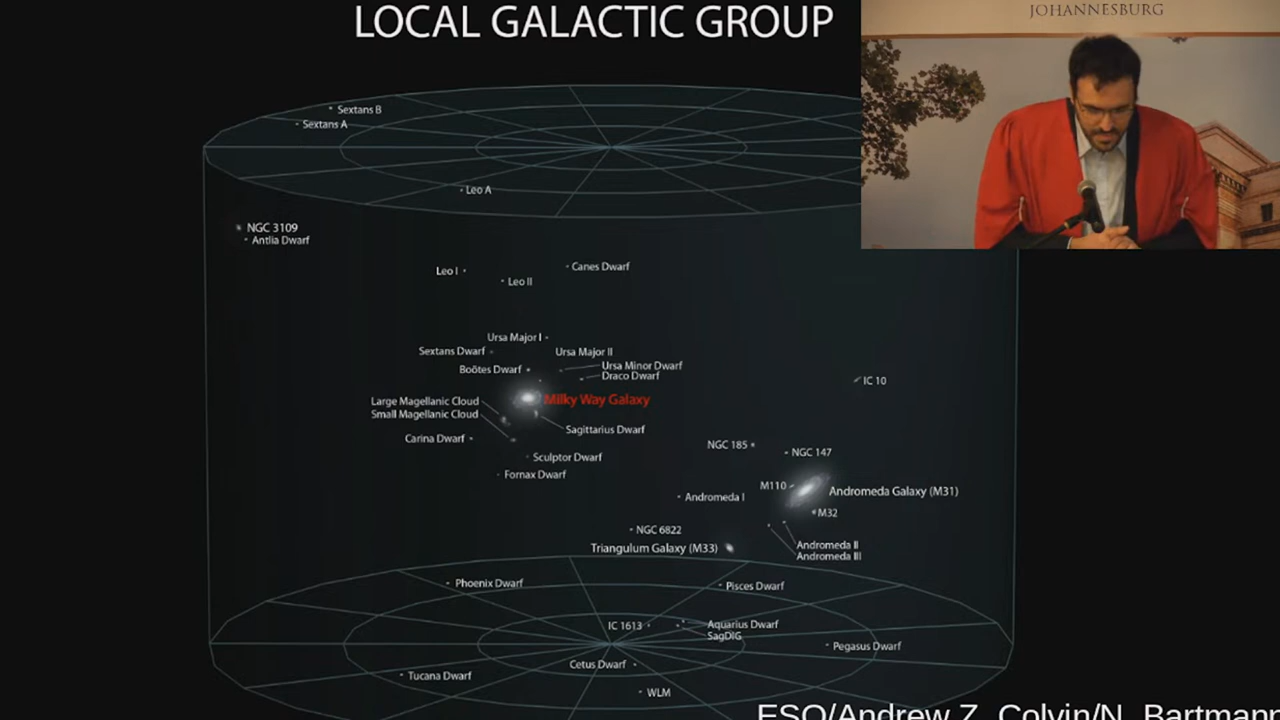 LOCAL GALACTIC GROUP
JOHANNESBURG
Sextans B
Sextans A
Leo A
NGC 3109
Antlia Dwarf
Leo I
Leo II
Canes Dwarf
Ursa Major I
Sextans Dwarf
Ursa Major II
Boötes Dwarf
Ursa Minor Dwarf
Draco Dwarf
IC 10
Large Magellanic Cloud
Milky Way Galaxy
Small Magellanic Cloud
Sagittarius Dwarf
Carina Dwarf
NGC 185
NGC 147
Sculptor Dwarf
Fornax Dwarf
M110
Andromeda Galaxy (M31)
Andromeda I
M32
NGC 6822
Triangulum Galaxy (M33)
Andromeda II
Andromeda III
Phoenix Dwarf
Pisces Dwarf
IC 1613
Aquarius Dwarf
SagDIG
Pegasus Dwarf
Cetus Dwarf
Tucana Dwarf
WLM
ESO/Andrew Z. Colvin/N. Bartmann